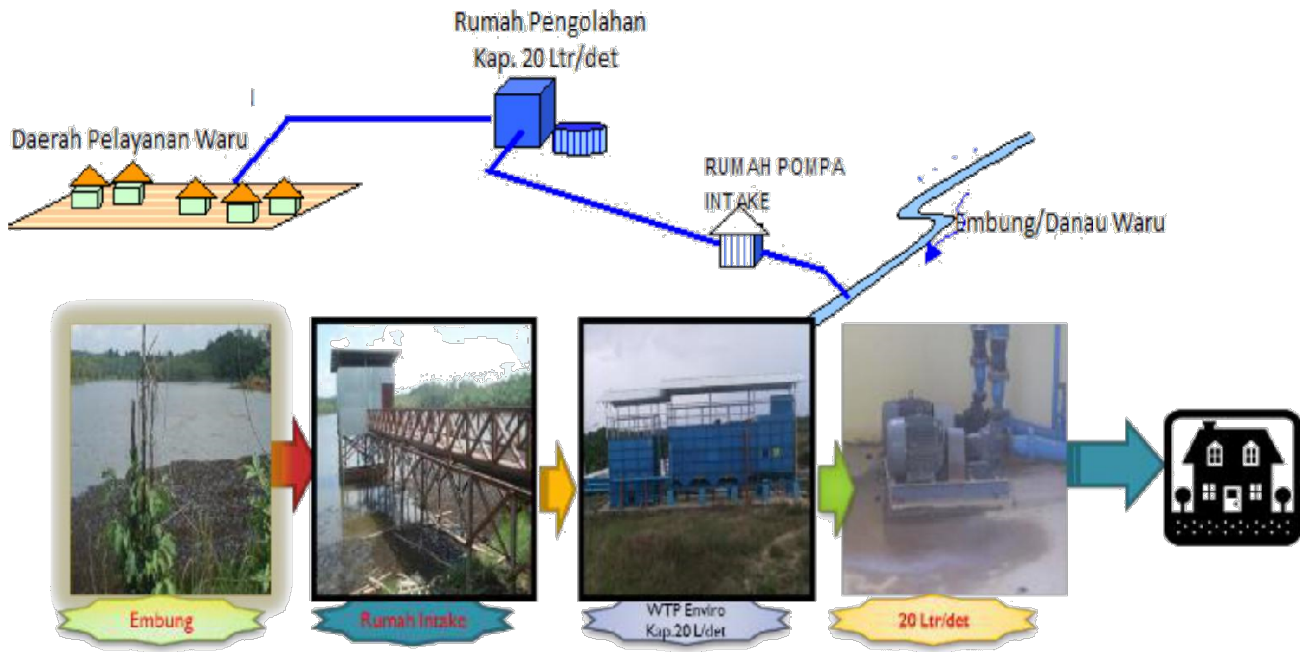 Rumah Pengolahan
Kap. 20 Ltr/det
Daerah Pelayanan Waru
RUMAH POMPA
INTAKE
Embung/Danau Waru
Embung
Rumah Intake
WTP Enviro
Kap.20 L/det
20 Ltr/det